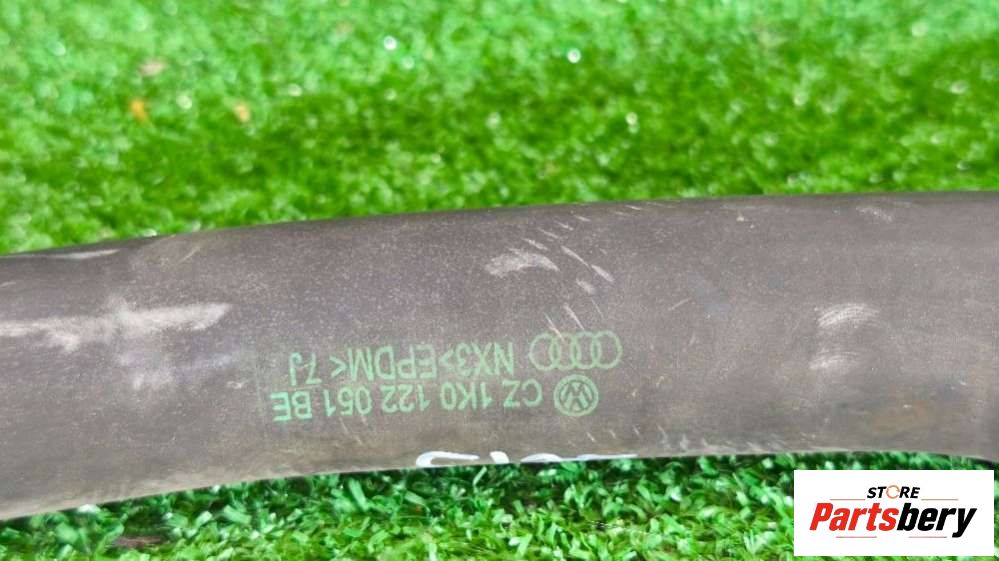 CZ 1K0 122 051 BE
NX3>EPDM< 7J
STORE
Partsbery